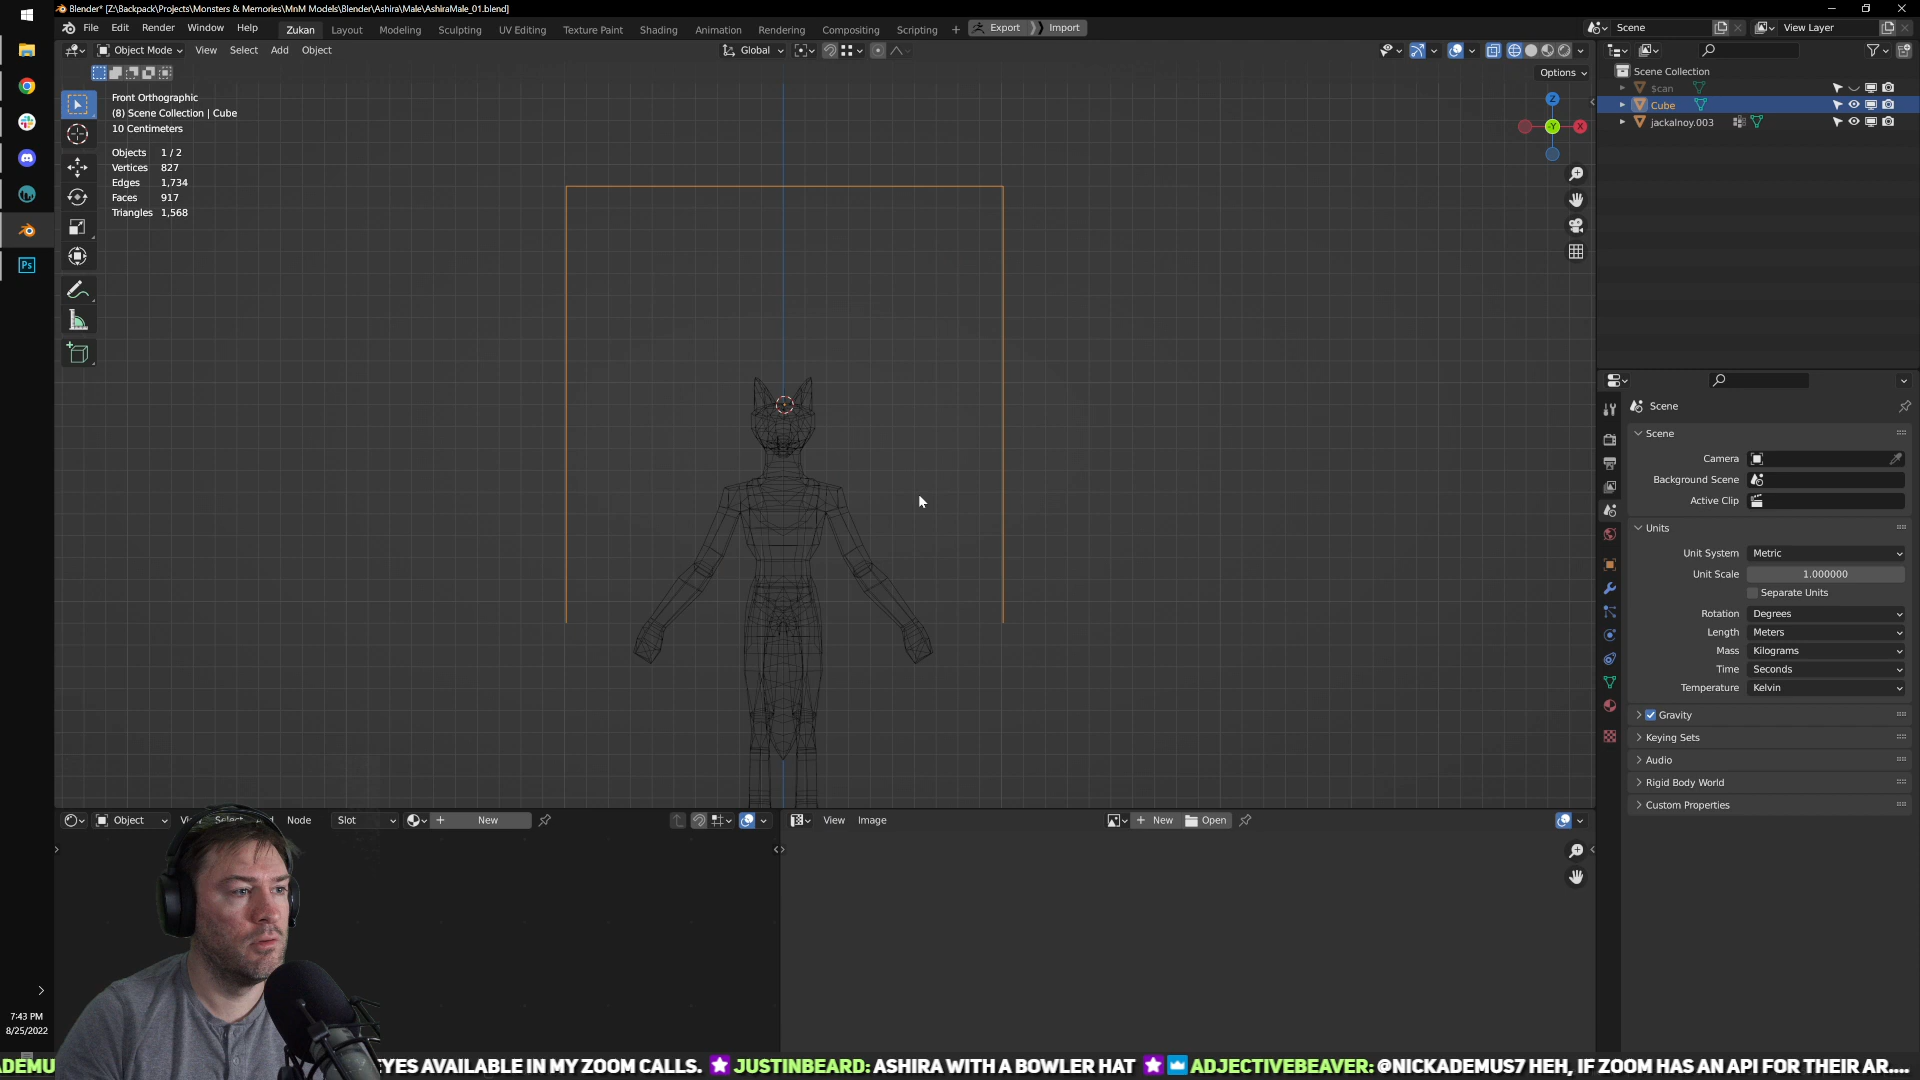 Blender* [Z:\Backpack\Projects\Monsters & Memories\MnM Models\Blender\Ashira\Male\AshiraMale_01.blend]
File Edit Render Window Help Zukan Layout Modeling Sculpting UV Editing Texture Paint Shading Animation Rendering Compositing Scripting + Export Import Scene View Layer
Object Mode View Select Add Object Global
Options
Front Orthographic
(8) Scene Collection | Cube
10 Centimeters
Objects 1 / 2
Vertices 827
Edges 1,734
Faces 917
Triangles 1,568
Z
-Y
X
Scene Collection
$can
Cube
jackalnoy.003
Scene
Scene
Camera
Background Scene
Active Clip
Units
Unit System Metric
Unit Scale 1.000000
Separate Units
Rotation Degrees
Length Meters
Mass Kilograms
Time Seconds
Temperature Kelvin
Gravity
Keying Sets
Audio
Rigid Body World
Custom Properties
Object Select Node Slot + New
View Image + New Open
Ps
7:43 PM
8/25/2022
ADEMU EYES AVAILABLE IN MY ZOOM CALLS. JUSTINBEARD: ASHIRA WITH A BOWLER HAT ADJECTIVEBEAVER: @NICKADEMUS7 HEH, IF ZOOM HAS AN API FOR THEIR AR....